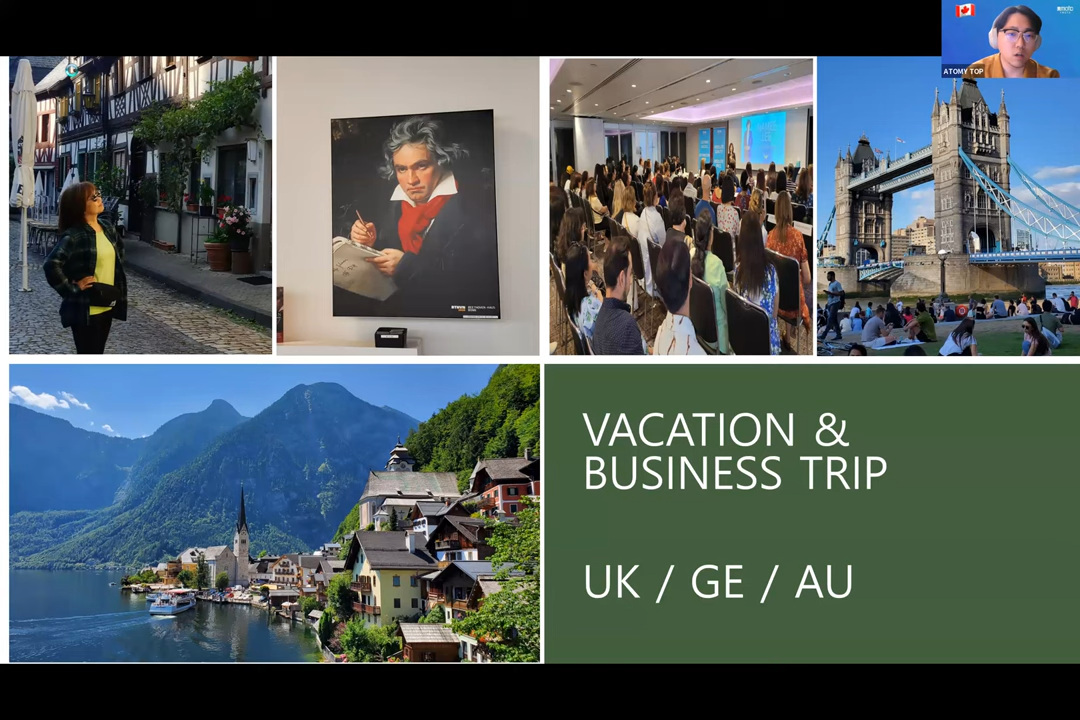 ATOMY TOP
VACATION &
BUSINESS TRIP
UK / GE / AU